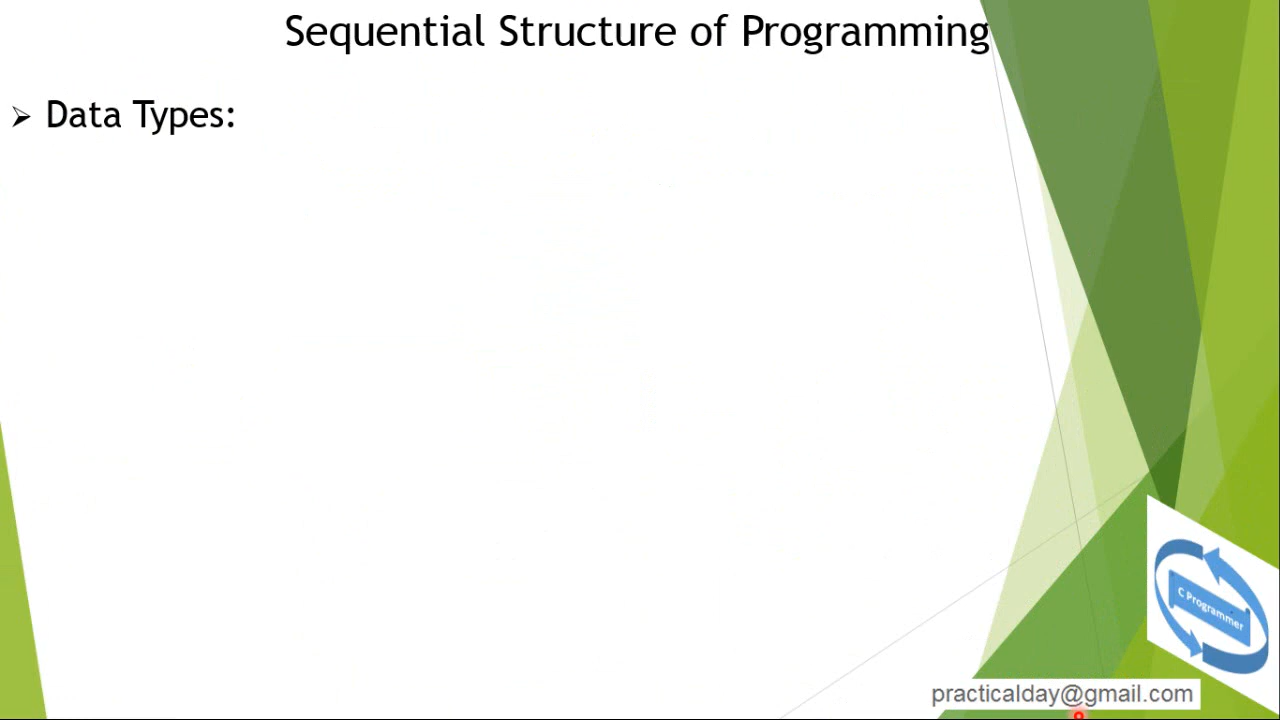 Sequential Structure of Programming
➢ Data Types:
C Programmer
practicalday@gmail.com